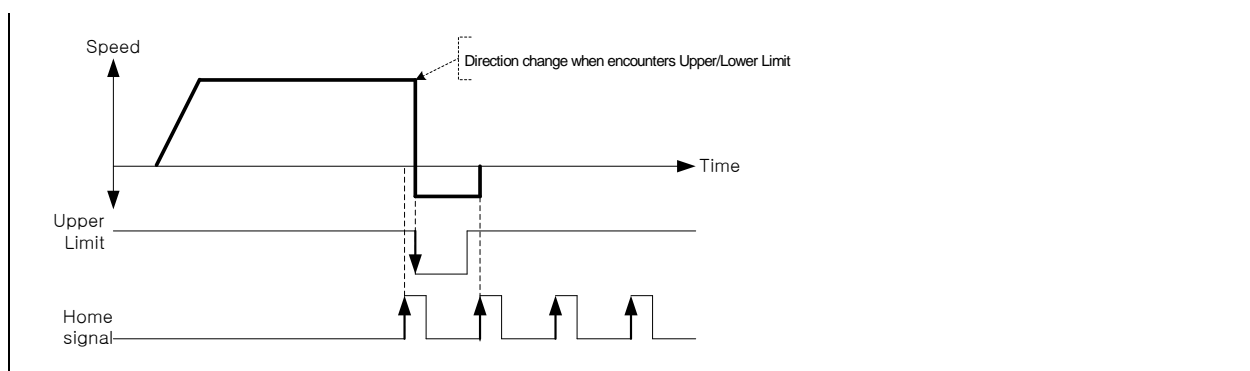 Speed
Direction change when encounters Upper/Lower Limit
Time
Upper
Limit
Home
signal